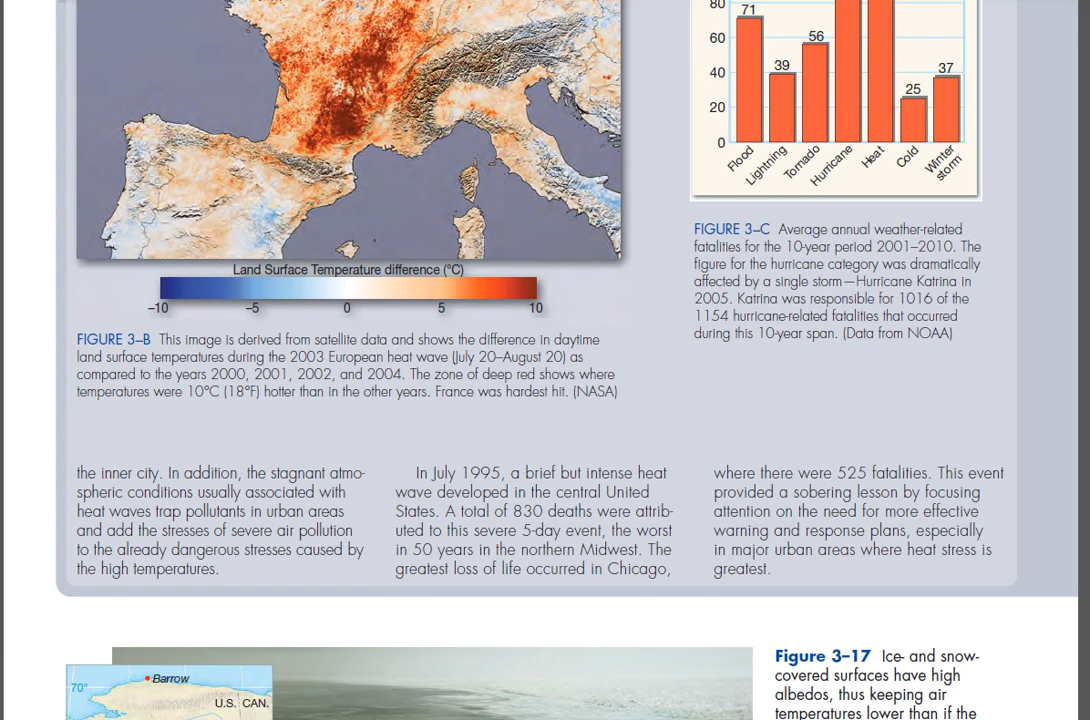 80
71
60
56
39
40
37
25
20
0
Flood
Lightning
Tornado
Hurricane
Heat
Cold
Winter storm
Land Surface Temperature difference (°C)
−10 −5 0 5 10
FIGURE 3–B This image is derived from satellite data and shows the difference in daytime
land surface temperatures during the 2003 European heat wave (July 20–August 20) as
compared to the years 2000, 2001, 2002, and 2004. The zone of deep red shows where
temperatures were 10°C (18°F) hotter than in the other years. France was hardest hit. (NASA)
FIGURE 3–C Average annual weather-related
fatalities for the 10-year period 2001–2010. The
figure for the hurricane category was dramatically
affected by a single storm—Hurricane Katrina in
2005. Katrina was responsible for 1016 of the
1154 hurricane-related fatalities that occurred
during this 10-year span. (Data from NOAA)
the inner city. In addition, the stagnant atmo-
spheric conditions usually associated with
heat waves trap pollutants in urban areas
and add the stresses of severe air pollution
to the already dangerous stresses caused by
the high temperatures.
In July 1995, a brief but intense heat
wave developed in the central United
States. A total of 830 deaths were attrib-
uted to this severe 5-day event, the worst
in 50 years in the northern Midwest. The
greatest loss of life occurred in Chicago,
where there were 525 fatalities. This event
provided a sobering lesson by focusing
attention on the need for more effective
warning and response plans, especially
in major urban areas where heat stress is
greatest.
70°
Barrow
U.S. CAN.
Figure 3–17 Ice- and snow-
covered surfaces have high
albedos, thus keeping air
temperatures lower than if the